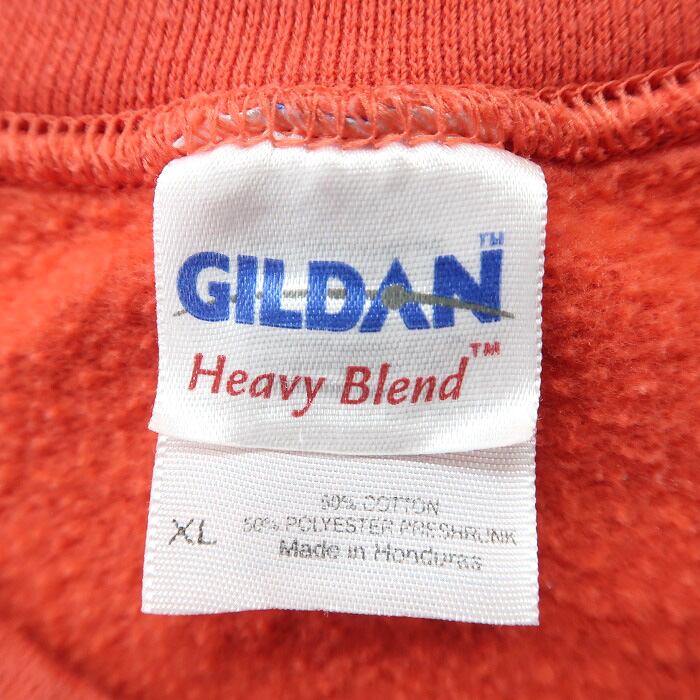 GILDAN™
Heavy Blend™
XL
50% COTTON
50% POLYESTER PRESHRUNK
Made in Honduras